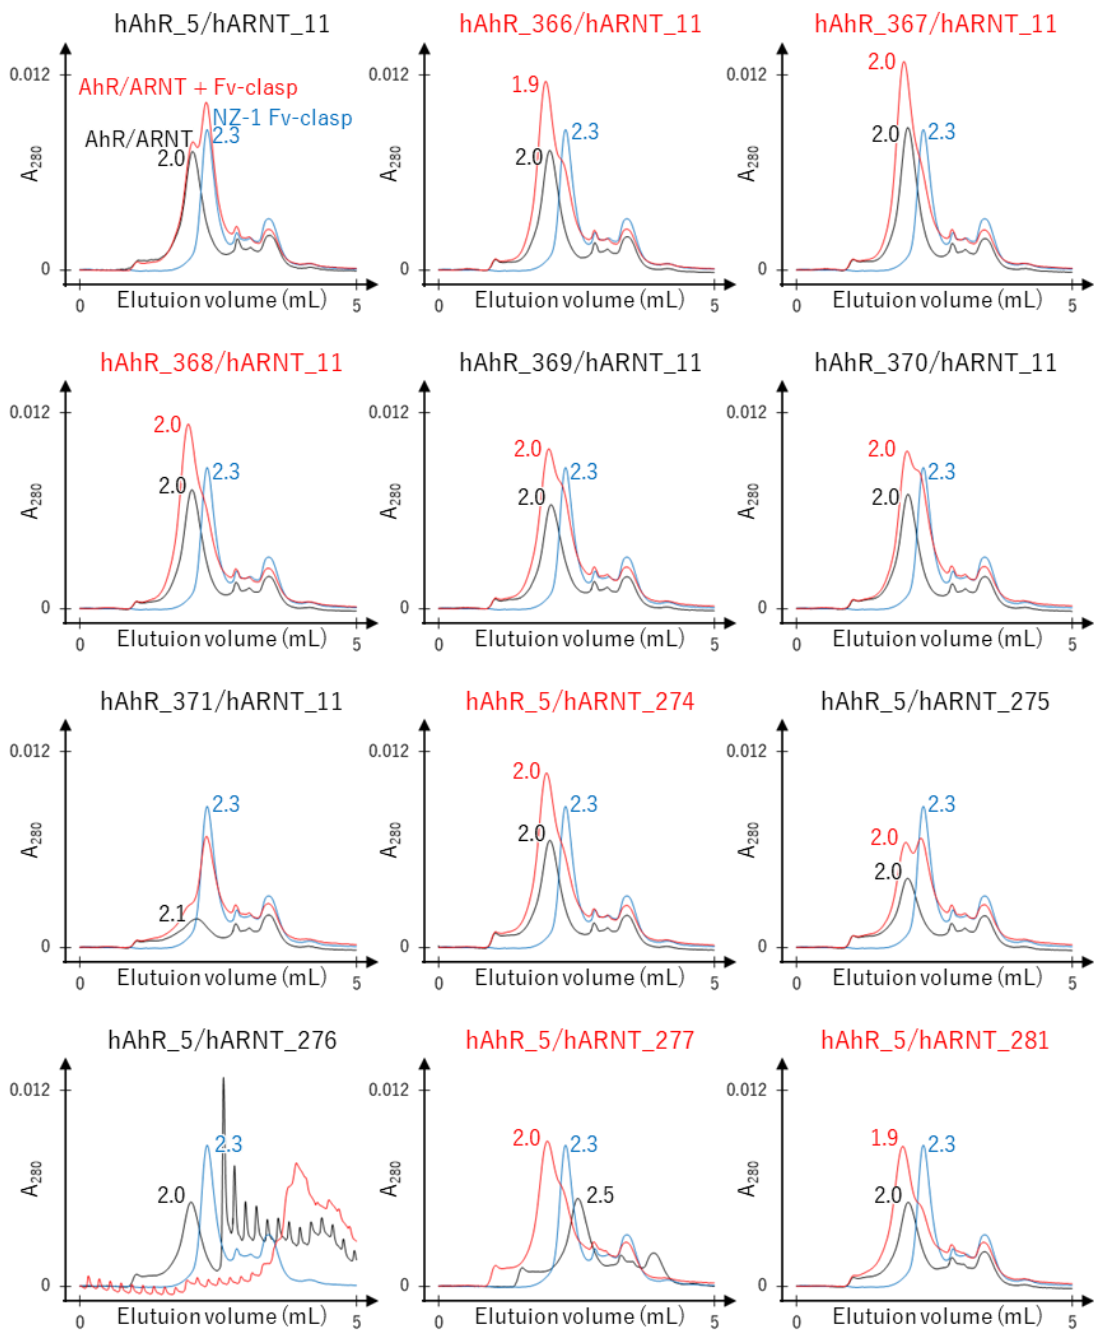 hAhR_5/hARNT_11 hAhR_366/hARNT_11 hAhR_367/hARNT_11
0.012 AhR/ARNT + Fv-clasp NZ-1 Fv-clasp AhR/ARNT 2.3 2.0 A280 0
0.012 1.9 2.3 2.0 A280 0
0.012 2.0 2.0 2.3 A280 0
0 Elutuion volume (mL) 5 0 Elutuion volume (mL) 5 0 Elutuion volume (mL) 5
hAhR_368/hARNT_11 hAhR_369/hARNT_11 hAhR_370/hARNT_11
0.012 2.0 2.3 2.0 A280 0
0.012 2.0 2.3 2.0 A280 0
0.012 2.0 2.3 2.0 A280 0
0 Elutuion volume (mL) 5 0 Elutuion volume (mL) 5 0 Elutuion volume (mL) 5
hAhR_371/hARNT_11 hAhR_5/hARNT_274 hAhR_5/hARNT_275
0.012 2.3 2.1 A280 0
0.012 2.0 2.3 2.0 A280 0
0.012 2.3 2.0 2.0 A280 0
0 Elutuion volume (mL) 5 0 Elutuion volume (mL) 5 0 Elutuion volume (mL) 5
hAhR_5/hARNT_276 hAhR_5/hARNT_277 hAhR_5/hARNT_281
0.012 2.3 2.0 A280 0
0.012 2.0 2.3 2.5 A280 0
0.012 1.9 2.3 2.0 A280 0
0 Elutuion volume (mL) 5 0 Elutuion volume (mL) 5 0 Elutuion volume (mL) 5